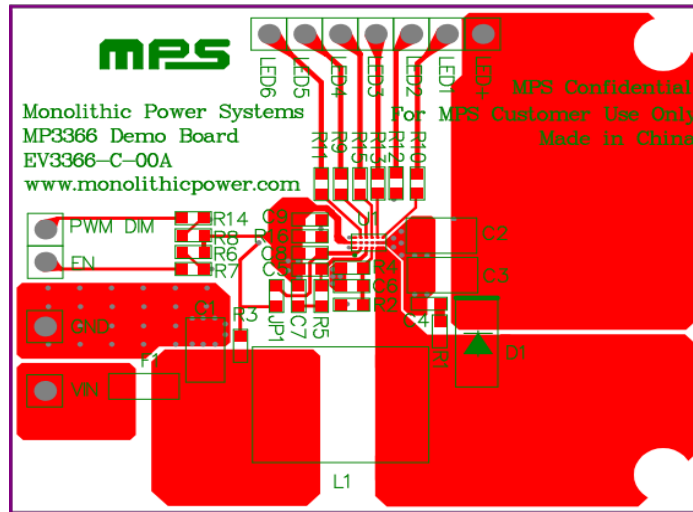 mps
LED6
LED5
LED4
LED3
LED2
LED1
LED+
MPS Confidential
For MPS Customer Use Only
Made in China
Monolithic Power Systems
MP3366 Demo Board
EV3366-C-00A
www.monolithicpower.com
R11
R9
R15
R13
R12
R10
PWM DIM
R14
C9
U1
R8
R16
C2
EN
R6
C8
R7
R4
C3
C6
GND
C1
R3
JP1
C7
R5
R2
C4
R1
D1
VIN
F1
L1